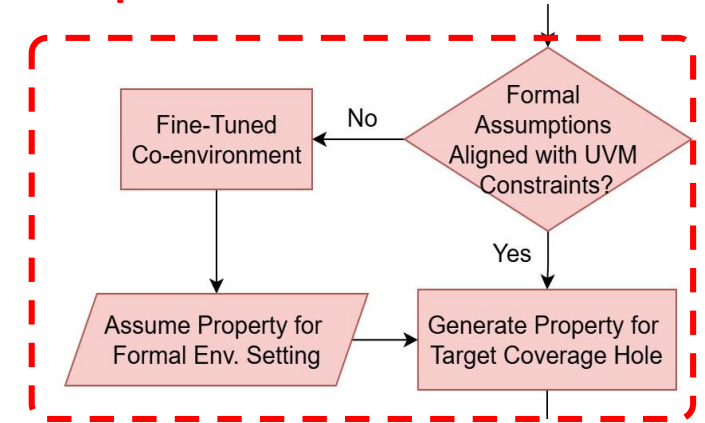 Formal
Assumptions
Aligned with UVM
Constraints?
No
Fine-Tuned
Co-environment
Yes
Assume Property for
Formal Env. Setting
Generate Property for
Target Coverage Hole